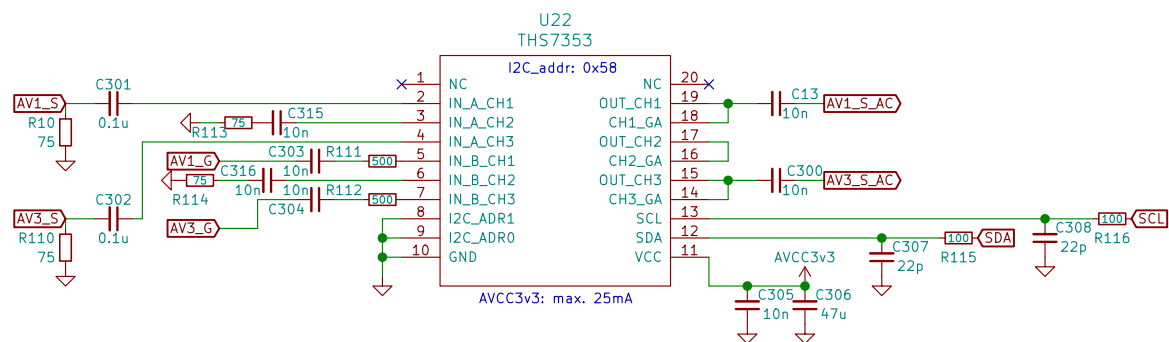 U22
THS7353
I2C_addr: 0x58
1 NC
2 IN_A_CH1
3 IN_A_CH2
4 IN_A_CH3
5 IN_B_CH1
6 IN_B_CH2
7 IN_B_CH3
8 I2C_ADR1
9 I2C_ADR0
10 GND
NC 20
OUT_CH1 19
CH1_GA 18
OUT_CH2 17
CH2_GA 16
OUT_CH3 15
CH3_GA 14
SCL 13
SDA 12
VCC 11
AVCC3v3: max. 25mA
AV1_S
C301
0.1u
R10
75
R113
75
C315
10n
AV1_G
C303
10n
R111
500
C316
10n
R114
75
10n
C304
R112
500
AV3_S
C302
0.1u
AV3_G
R110
75
C13
10n
AV1_S_AC
C300
10n
AV3_S_AC
C308
22p
100
R116
SCL
C307
22p
100
R115
SDA
AVCC3v3
C305
10n
C306
47u